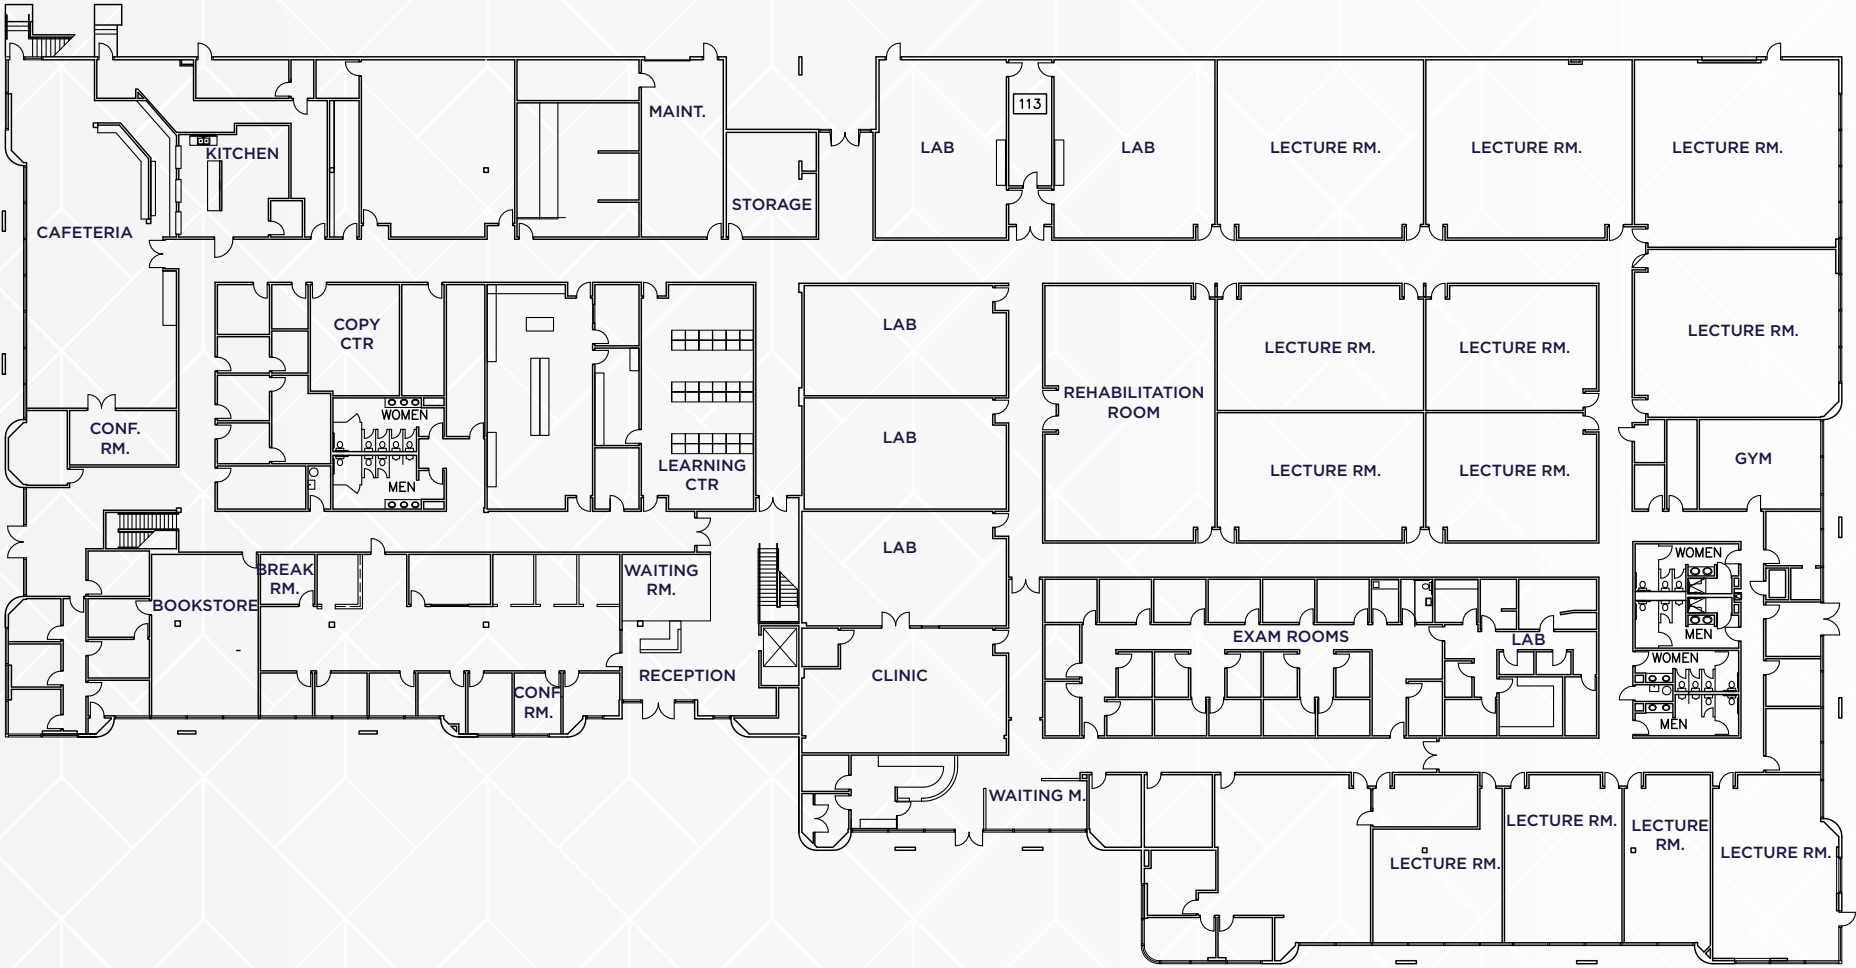 MAINT.
113
LAB
LAB
LECTURE RM.
LECTURE RM.
LECTURE RM.
KITCHEN
STORAGE
CAFETERIA
COPY
CTR
LAB
LECTURE RM.
LECTURE RM.
LECTURE RM.
REHABILITATION
ROOM
WOMEN
CONF.
RM.
LAB
LEARNING
CTR
MEN
LECTURE RM.
LECTURE RM.
GYM
LAB
WOMEN
BREAK
RM.
WAITING
RM.
BOOKSTORE
EXAM ROOMS
LAB
MEN
WOMEN
RECEPTION
CLINIC
CONF.
RM.
MEN
WAITING M.
LECTURE RM.
LECTURE
RM.
LECTURE RM.
LECTURE RM.